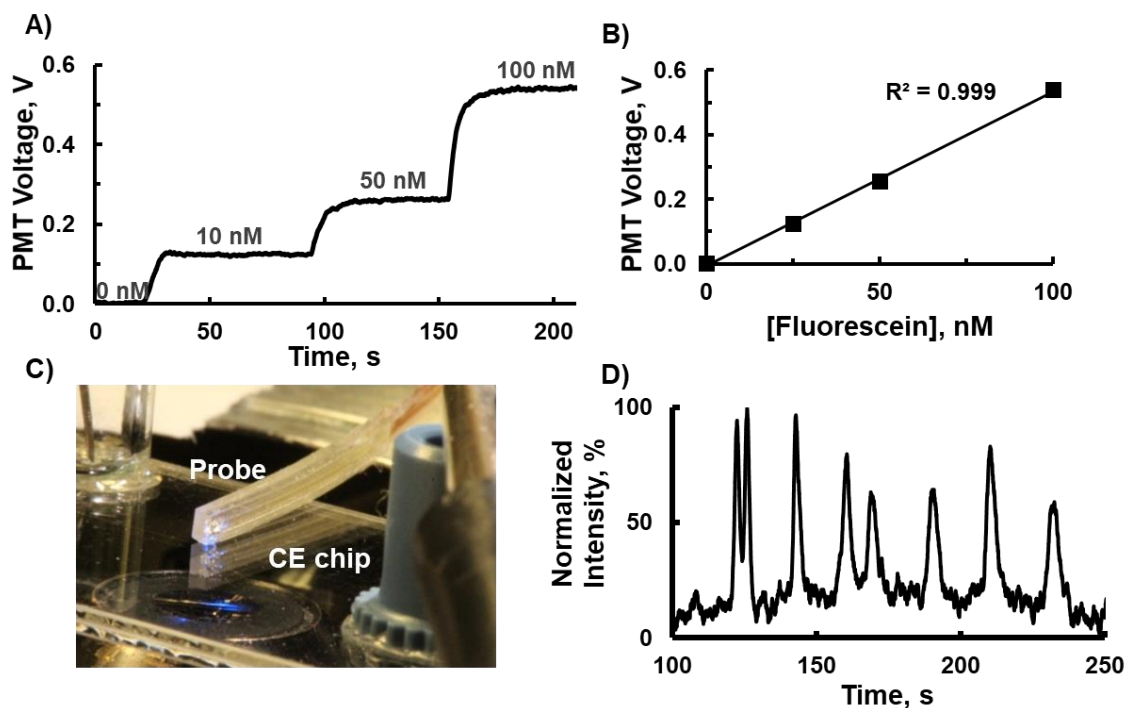 A)
PMT Voltage, V
0.6
0.4
0.2
0.0
0 nM
10 nM
50 nM
100 nM
0
50
100
150
200
Time, s
B)
PMT Voltage, V
0.6
0.4
0.2
0.0
R² = 0.999
0
50
100
[Fluorescein], nM
C)
Probe
CE chip
D)
Normalized
Intensity, %
100
50
0
100
150
200
250
Time, s